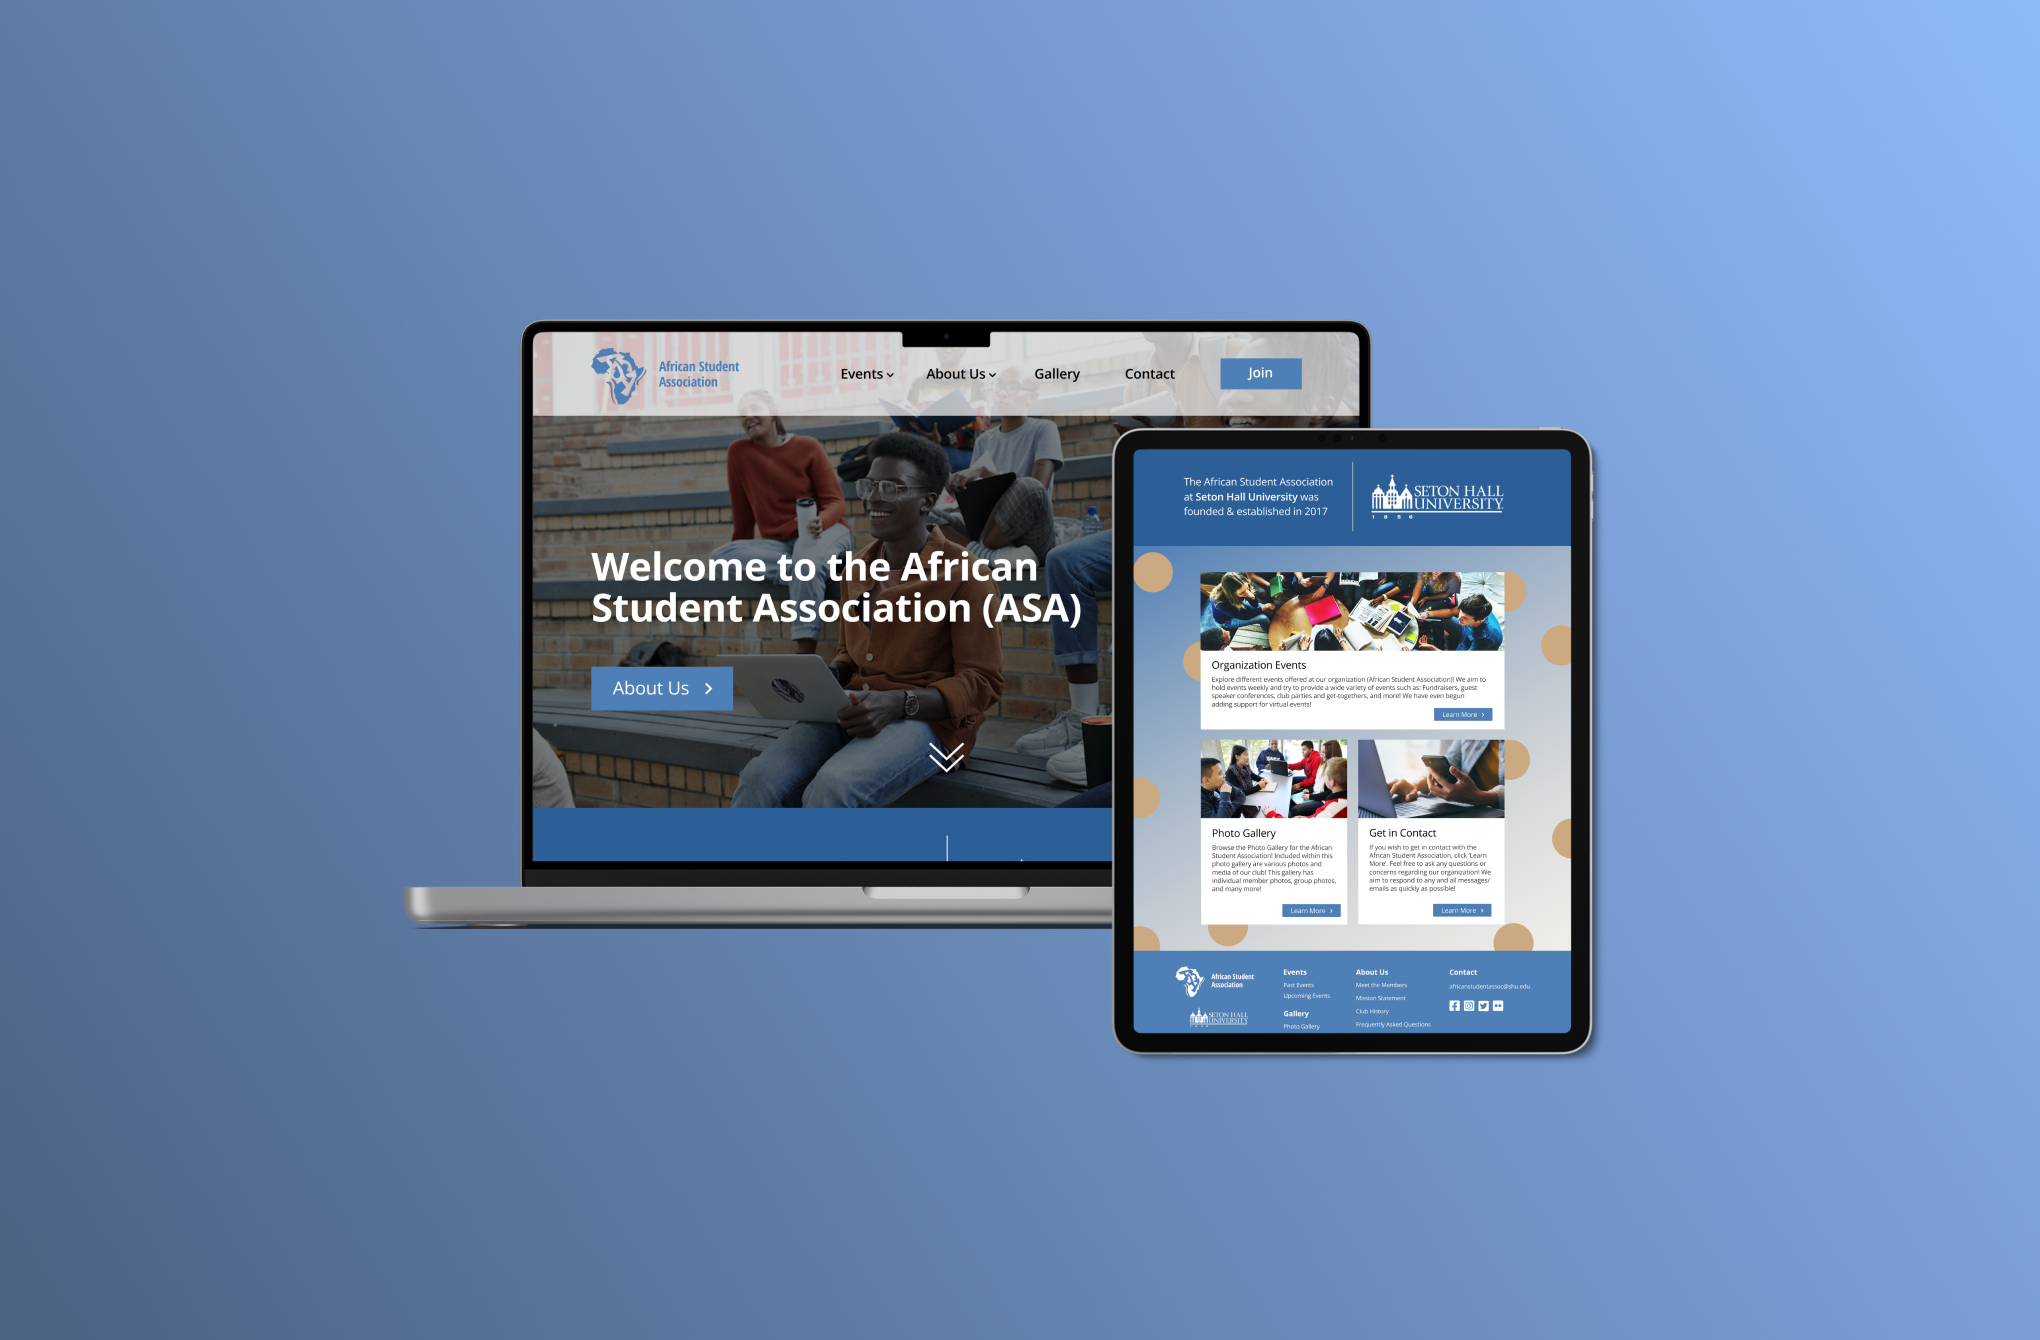 African Student
Association
Events
About Us
Gallery
Contact
Join
Welcome to the African
Student Association (ASA)
About Us
The African Student Association
at Seton Hall University was
founded & established in 2017
SETON HALL
UNIVERSITY
1 8 5 6
Organization Events
Explore different events offered at our organization (African Student Association)! We aim to
hold events weekly and try to provide a wide variety of events such as: Fundraisers, guest
speaker conferences, club parties and get-togethers, and more! We have even begun
adding support for virtual events!
Learn More
Photo Gallery
Browse the Photo Gallery for the African
Student Association! Included within this
photo gallery are various photos and
media of our club! This gallery has
individual member photos, group photos,
and many more!
Learn More
Get in Contact
If you wish to get in contact with the
African Student Association, click 'Learn
More'. Feel free to ask any questions or
concerns regarding our organization! We
aim to respond to any and all messages/
emails as quickly as possible!
Learn More
African Student
Association
SETON HALL
UNIVERSITY
Events
Past Events
Upcoming Events
Gallery
Photo Gallery
About Us
Meet the Members
Mission Statement
Club History
Frequently Asked Questions
Contact
africanstudentassoc@shu.edu